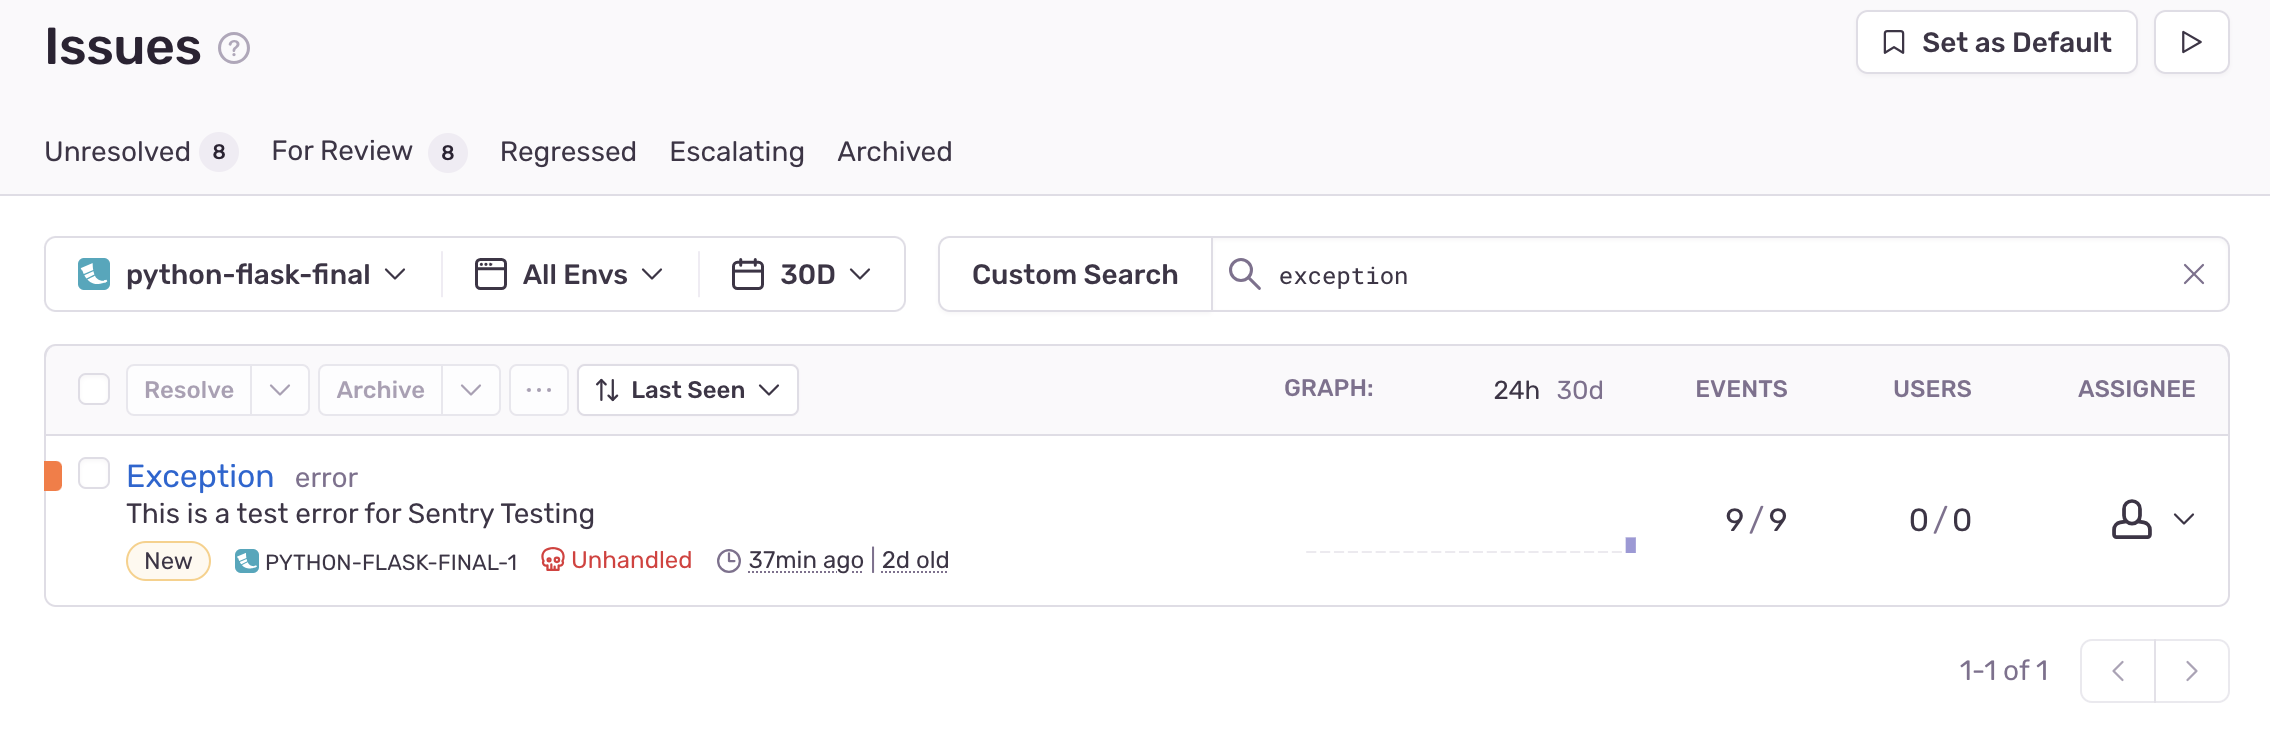 Issues ?
Set as Default
Unresolved 8 For Review 8 Regressed Escalating Archived
python-flask-final All Envs 30D Custom Search exception
Resolve Archive ... Last Seen GRAPH: 24h 30d EVENTS USERS ASSIGNEE
Exception error
This is a test error for Sentry Testing
9/9 0/0
New PYTHON-FLASK-FINAL-1 Unhandled 37min ago | 2d old
1-1 of 1